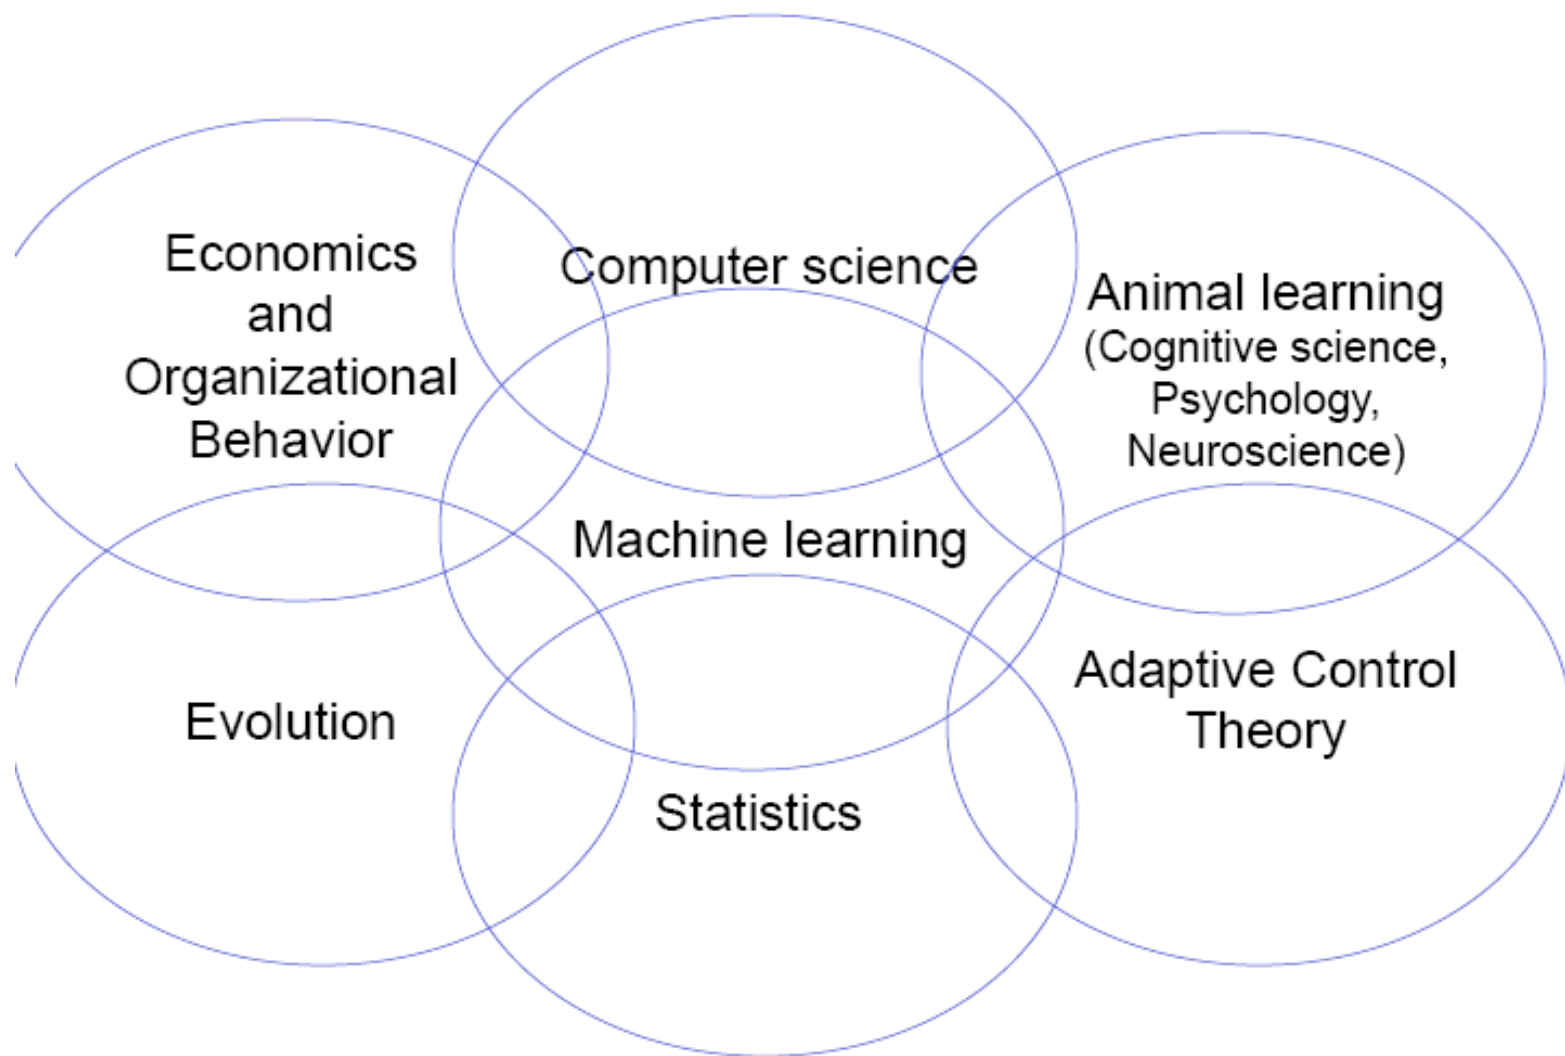 Economics
and
Organizational
Behavior
Computer science
Animal learning
(Cognitive science,
Psychology,
Neuroscience)
Machine learning
Evolution
Statistics
Adaptive Control
Theory